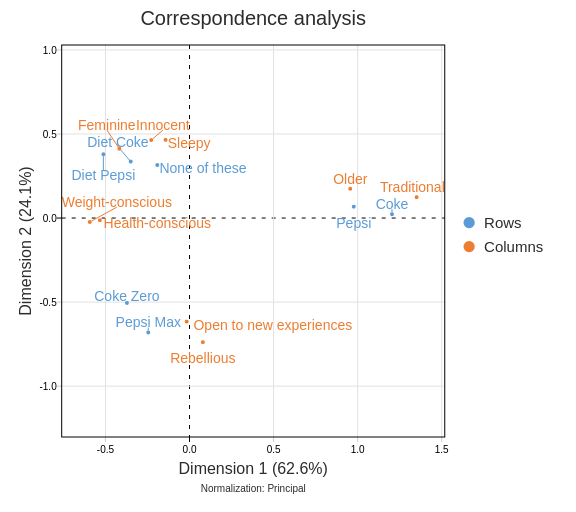 Correspondence analysis
1.0
0.5
0.0
-0.5
-1.0
Dimension 2 (24.1%)
Feminine
Innocent
Diet Coke
Sleepy
Diet Pepsi
None of these
Older
Traditional
Weight-conscious
Coke
Health-conscious
Pepsi
Coke Zero
Pepsi Max
Open to new experiences
Rebellious
Rows
Columns
-0.5
0.0
0.5
1.0
1.5
Dimension 1 (62.6%)
Normalization: Principal